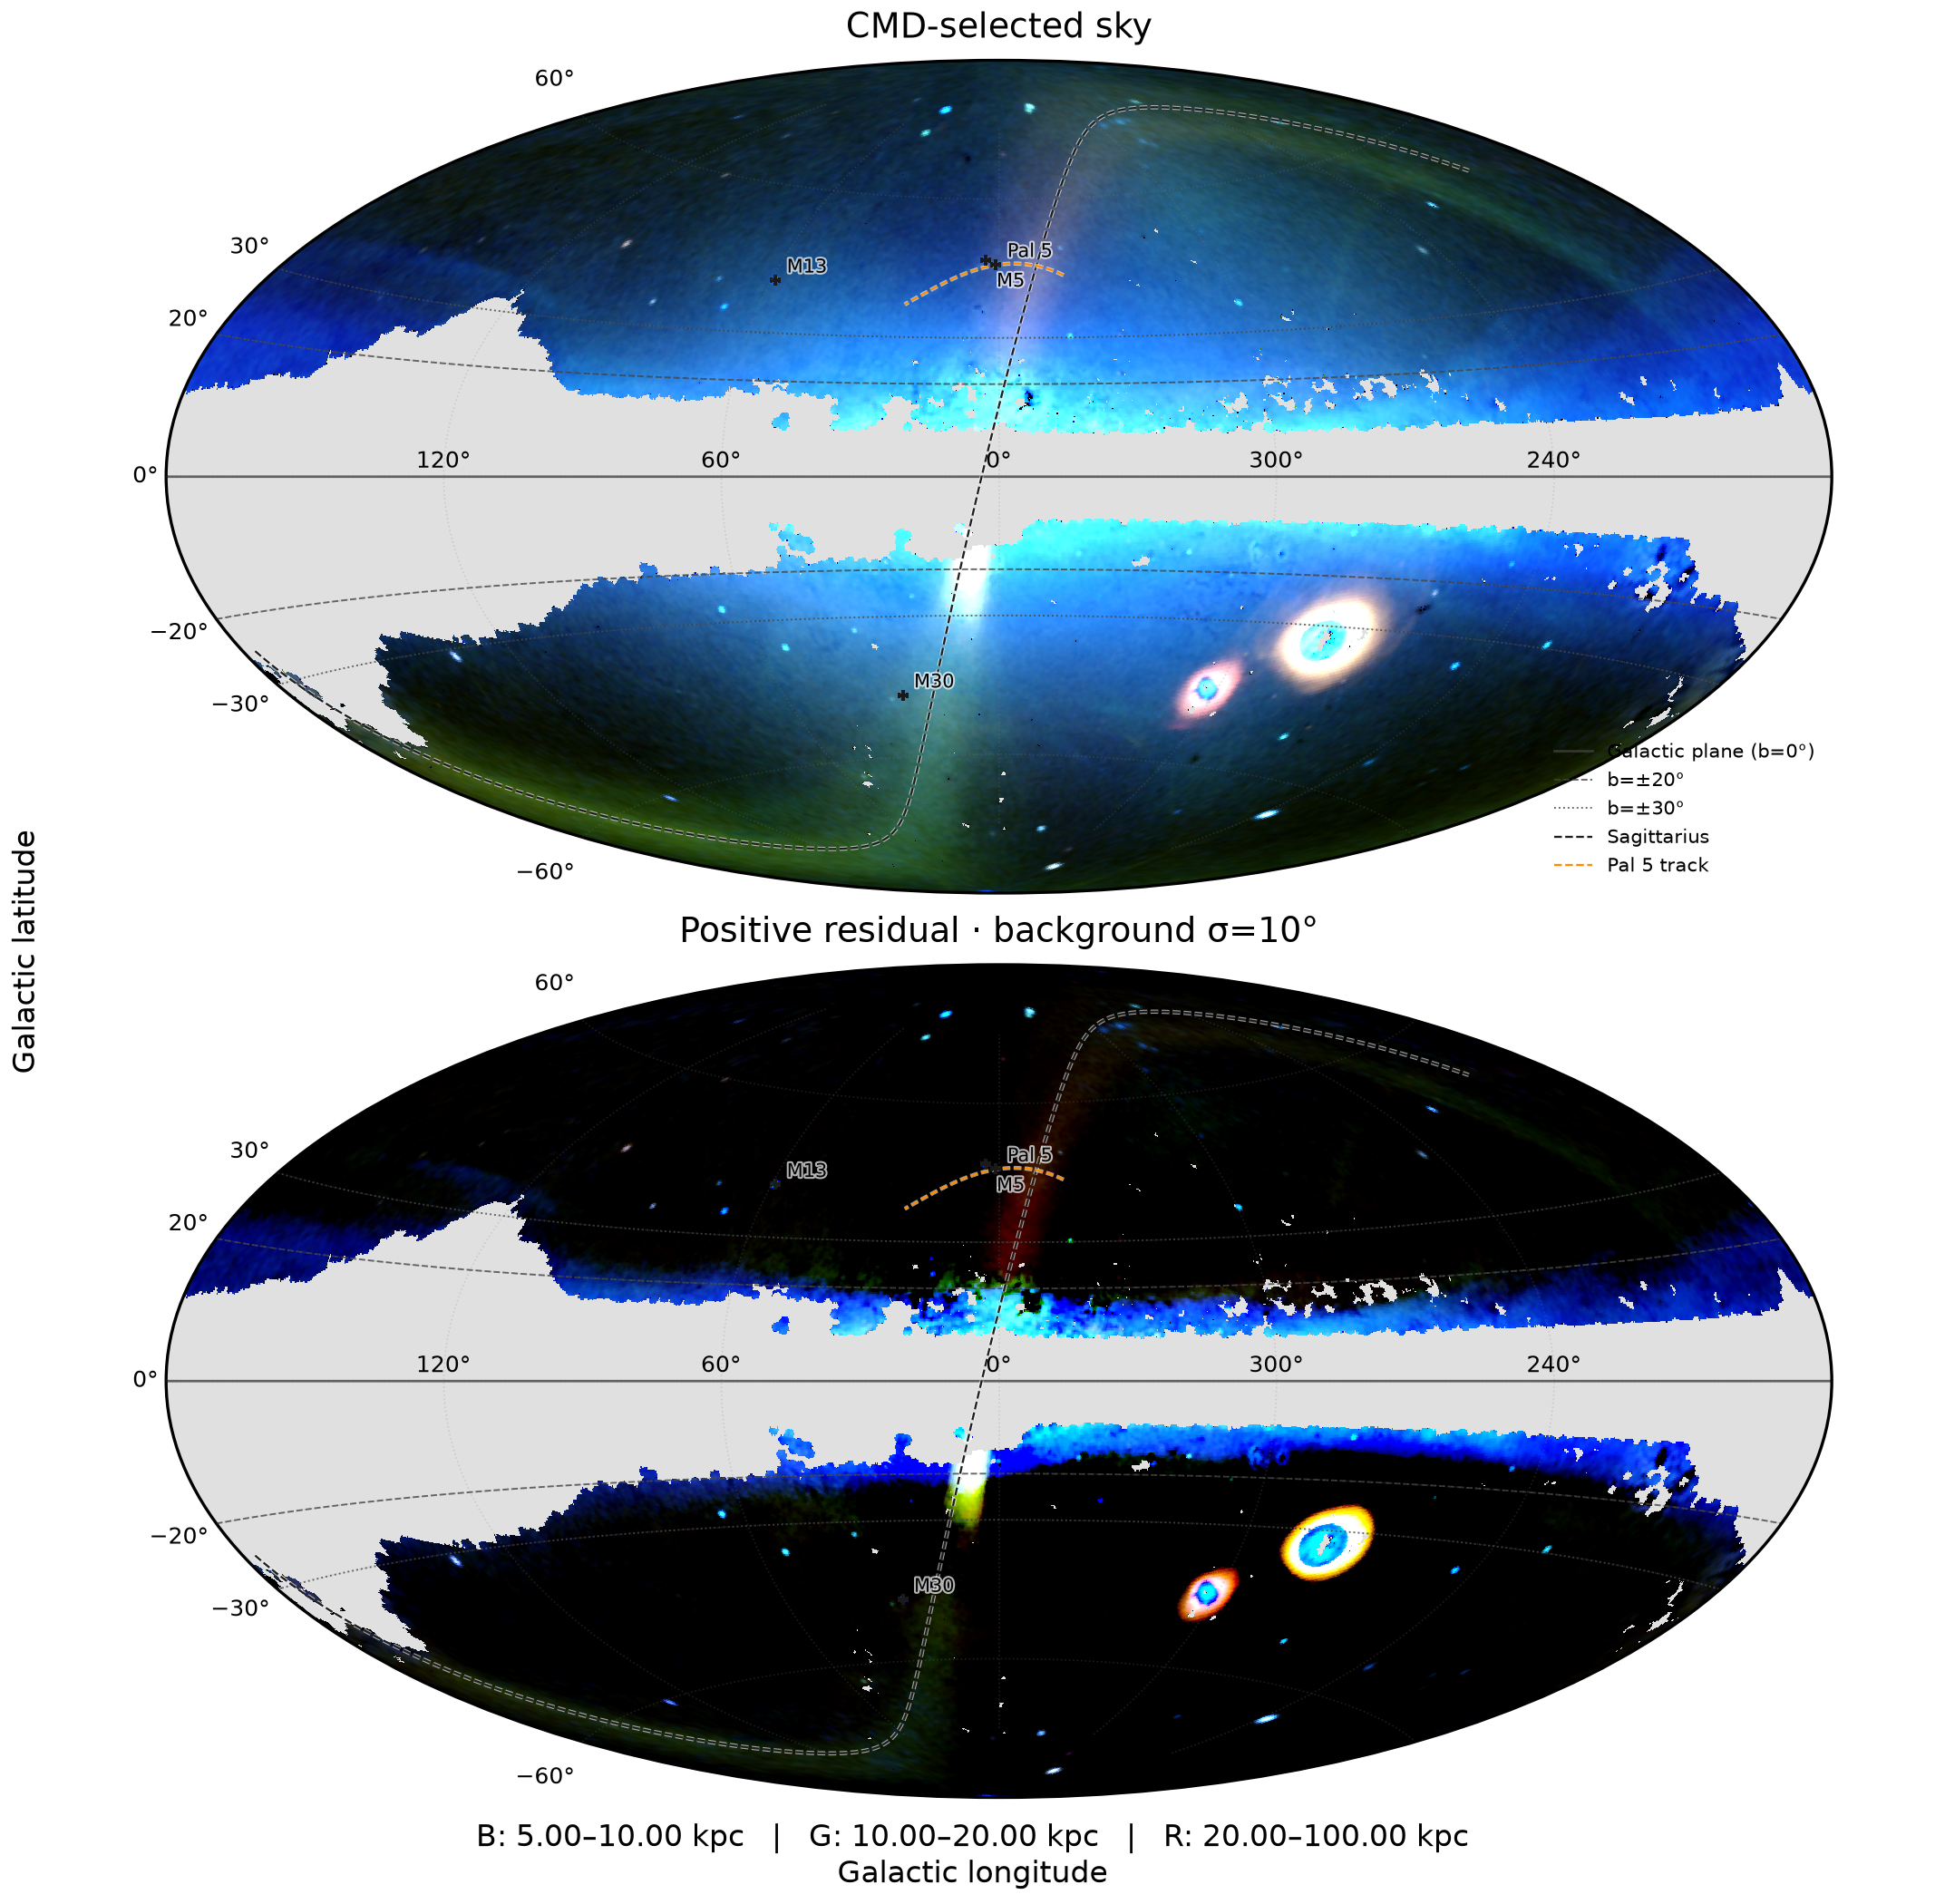 CMD-selected sky
60°
30°
M13
Pal 5
M5
20°
0°
120°
60°
0°
300°
240°
−20°
M30
−30°
Galactic plane (b=0°)
b=±20°
b=±30°
Sagittarius
Pal 5 track
−60°
Galactic latitude
Positive residual · background σ=10°
60°
30°
M13
Pal 5
M5
20°
0°
120°
60°
0°
300°
240°
−20°
M30
−30°
−60°
B: 5.00–10.00 kpc | G: 10.00–20.00 kpc | R: 20.00–100.00 kpc
Galactic longitude